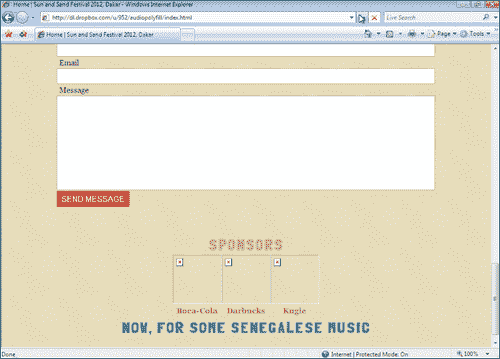 Home | Sun and Sand Festival 2012, Dakar - Windows Internet Explorer
http://dl.dropbox.com/u/952/audiopolyfill/index.html
Live Search
Home | Sun and Sand Festival 2012, Dakar
Page
Tools
Email
Message
SEND MESSAGE
SPONSORS
Boca-Cola Darbucks Kugle
NOW, FOR SOME SENEGALESE MUSIC
Done
Internet | Protected Mode: On
100%